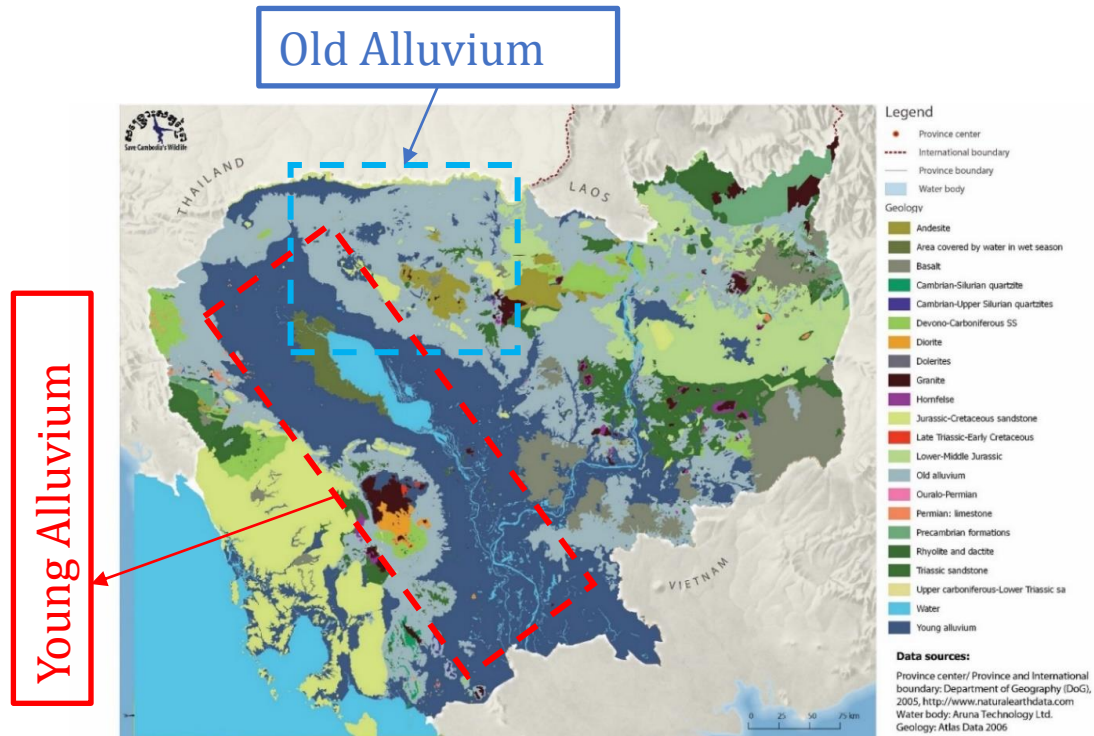 Old Alluvium
Young Alluvium
Save Cambodia's Wildlife
THAILAND
LAOS
VIETNAM
Legend
Province center
International boundary
Province boundary
Water body
Geology
Andesite
Area covered by water in wet season
Basalt
Cambrian-Silurian quartzite
Cambrian-Upper Silurian quartzites
Devono-Carboniferous SS
Diorite
Dolerites
Granite
Hornfelse
Jurassic-Cretaceous sandstone
Late Triassic-Early Cretaceous
Lower-Middle Jurassic
Old alluvium
Ouralo-Permian
Permian: limestone
Precambrian formations
Rhyolite and dactite
Triassic sandstone
Upper carboniferous-Lower Triassic sa
Water
Young alluvium
Data sources:
Province center/ Province and International
boundary: Department of Geography (DoG),
2005, http://www.naturalearthdata.com
Water body: Aruna Technology Ltd.
Geology: Atlas Data 2006
0 25 50 75 km